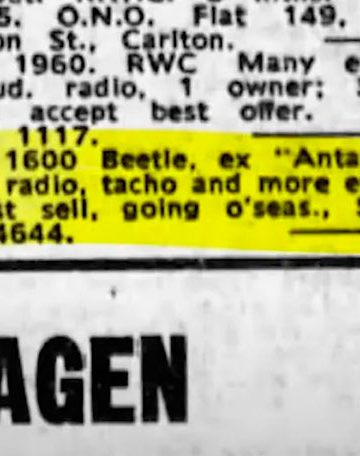 5. O.N.O. Flat 149,
on St., Carlton.
1960. RWC Many e
ud. radio, 1 owner;
accept best offer.
1117.
1600 Beetle, ex "Anta
radio, tacho and more e
st sell, going o'seas.,
4644.
AGEN